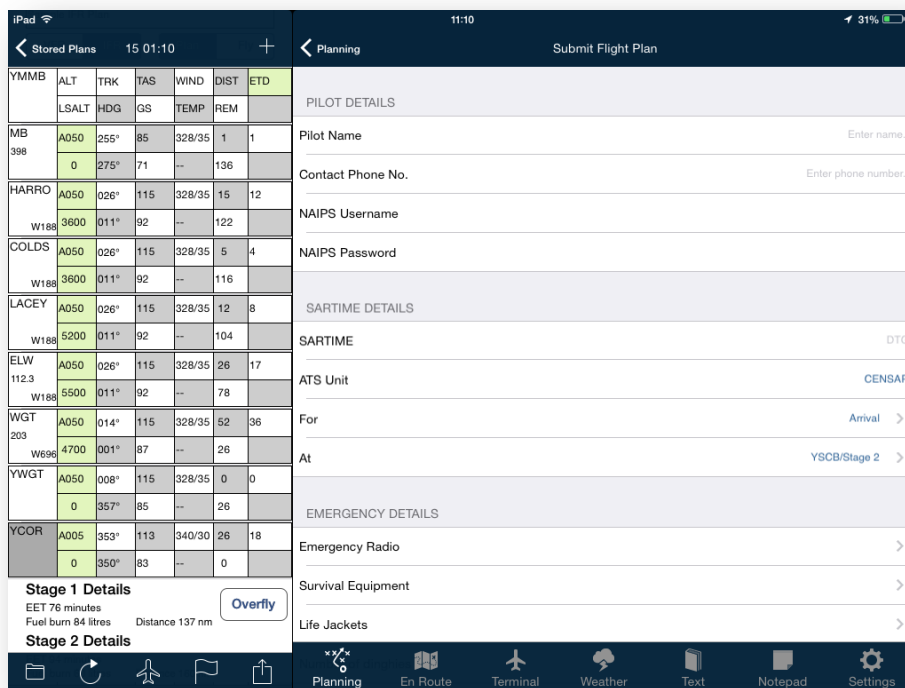 iPad 11:10 31%
Stored Plans 15 01:10 +
YMMB ALT TRK TAS WIND DIST ETD
LSALT HDG GS TEMP REM
MB A050 255° 85 328/35 1 1
398 0 275° 71 -- 136
HARRO A050 026° 115 328/35 15 12
W188 3600 011° 92 -- 122
COLDS A050 026° 115 328/35 5 4
W188 3600 011° 92 -- 116
LACEY A050 026° 115 328/35 12 8
W188 5200 011° 92 -- 104
ELW A050 026° 115 328/35 26 17
112.3
W188 5500 011° 92 -- 78
WGT A050 014° 115 328/35 52 36
203
W696 4700 001° 87 -- 26
YWGT A050 008° 115 328/35 0 0
0 357° 85 -- 26
YCOR A005 353° 113 340/30 26 18
0 350° 83 -- 0
Stage 1 Details
EET 76 minutes
Fuel burn 84 litres Distance 137 nm
Overfly
Stage 2 Details
Planning Submit Flight Plan
PILOT DETAILS
Pilot Name Enter name.
Contact Phone No. Enter phone number.
NAIPS Username
NAIPS Password
SARTIME DETAILS
SARTIME DTG
ATS Unit CENSAR
For Arrival
At YSCB/Stage 2
EMERGENCY DETAILS
Emergency Radio
Survival Equipment
Life Jackets
Planning En Route Terminal Weather Text Notepad Settings